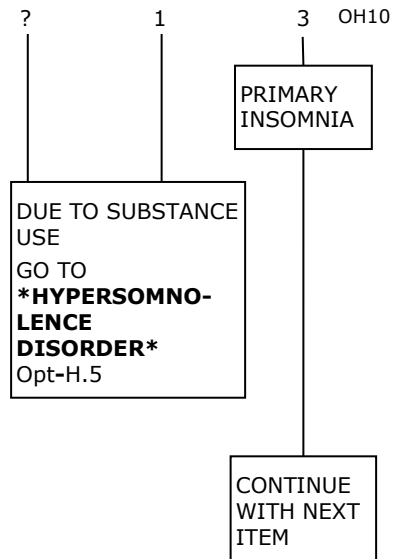 ? 1 3 OH10
PRIMARY
INSOMNIA
DUE TO SUBSTANCE
USE
GO TO
*HYPERSOMNO-
LENCE
DISORDER*
Opt-H.5
CONTINUE
WITH NEXT
ITEM